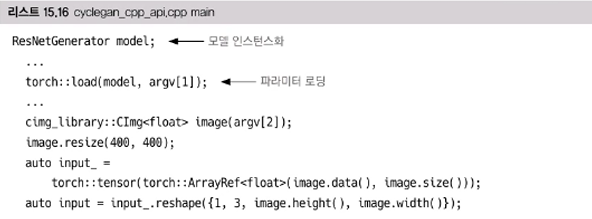 리스트 15.16 cyclegan_cpp_api.cpp main
ResNetGenerator model; 모델 인스턴스화
...
torch::load(model, argv[1]); 파라미터 로딩
...
cimg_library::CImg<float> image(argv[2]);
image.resize(400, 400);
auto input_ =
torch::tensor(torch::ArrayRef<float>(image.data(), image.size()));
auto input = input_.reshape({1, 3, image.height(), image.width()});